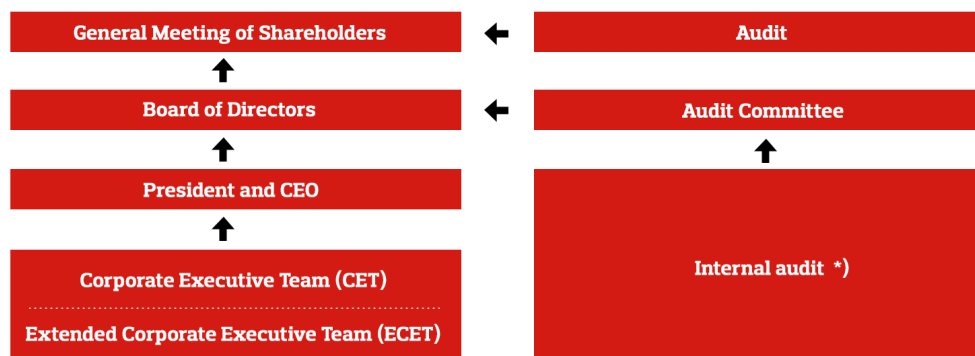 General Meeting of Shareholders
Audit
Board of Directors
Audit Committee
President and CEO
Corporate Executive Team (CET)
Internal audit *)
Extended Corporate Executive Team (ECET)